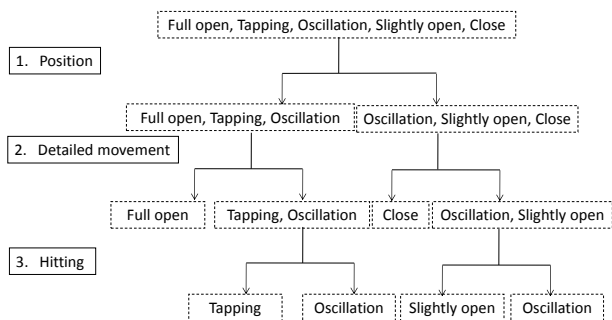 Full open, Tapping, Oscillation, Slightly open, Close
1. Position
Full open, Tapping, Oscillation
Oscillation, Slightly open, Close
2. Detailed movement
Full open
Tapping, Oscillation
Close
Oscillation, Slightly open
3. Hitting
Tapping
Oscillation
Slightly open
Oscillation